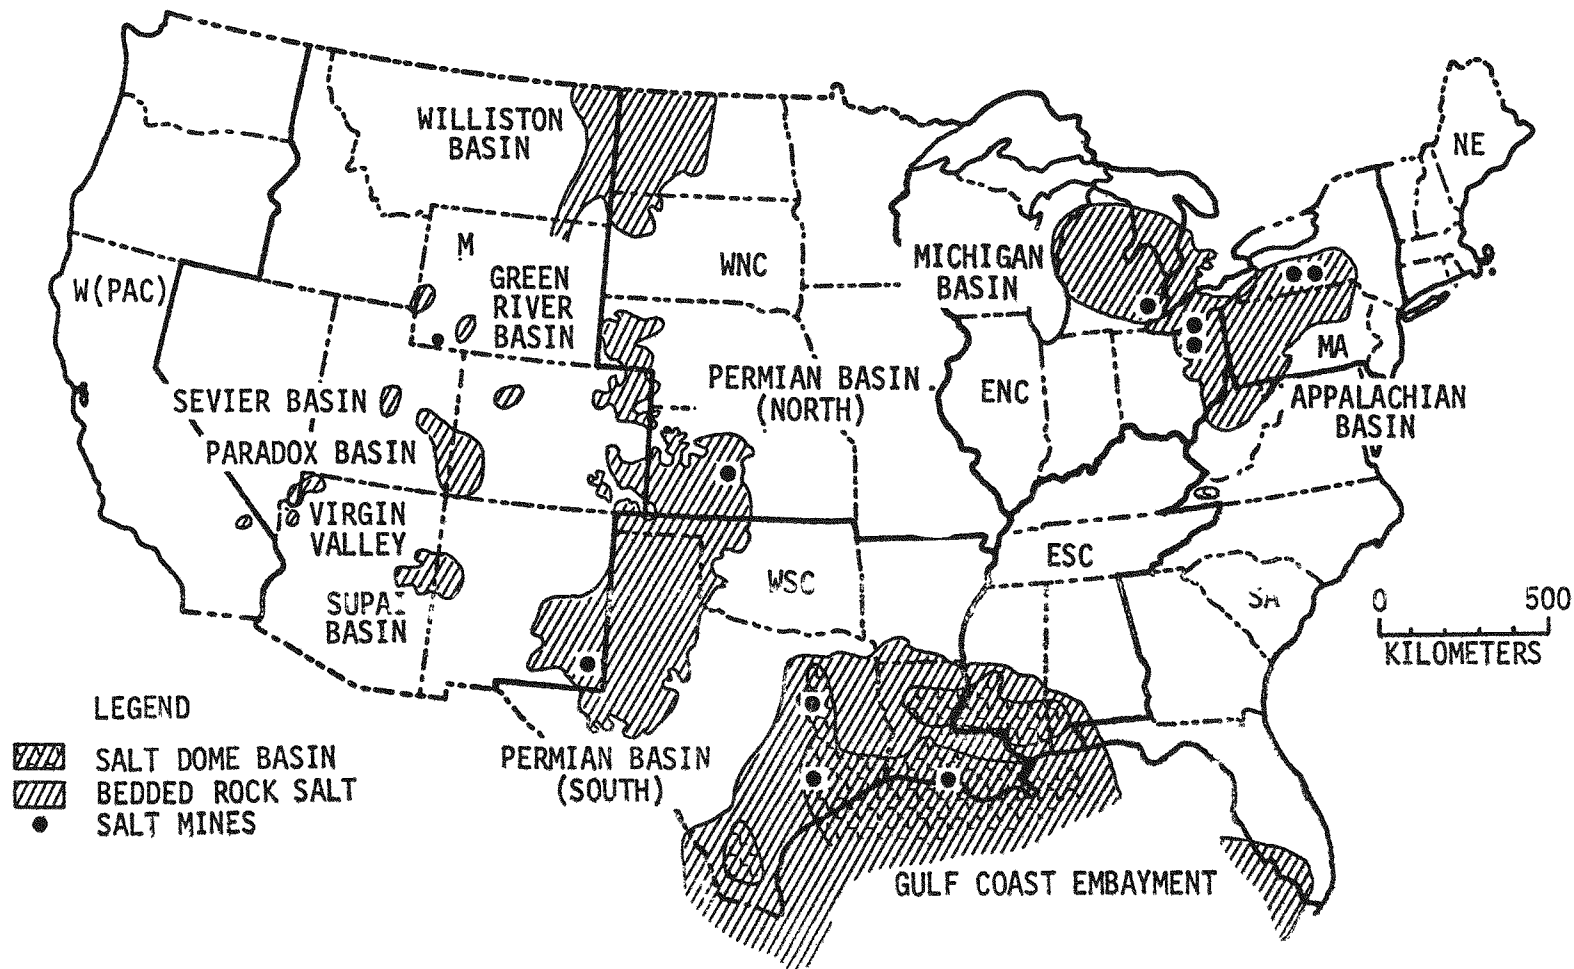 WILLISTON
BASIN
NE
M
WNC
W(PAC)
GREEN
RIVER
BASIN
MICHIGAN
BASIN
MA
SEVIER BASIN
PERMIAN BASIN
(NORTH)
ENC
APPALACHIAN
BASIN
PARADOX BASIN
VIRGIN
VALLEY
ESC
WSC
SA
SUPAI
BASIN
0 500
KILOMETERS
LEGEND
SALT DOME BASIN
BEDDED ROCK SALT
SALT MINES
PERMIAN BASIN
(SOUTH)
GULF COAST EMBAYMENT